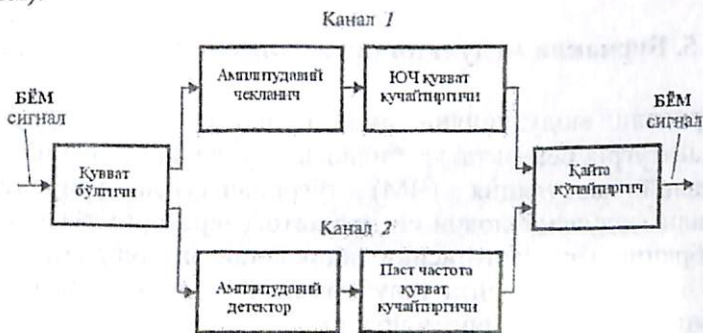 Канал 1
Амплитудавий
чекланич
ЮЧ қувват
кучайтиргичи
БЁМ
сигнал
БЁМ
сигнал
Қувват
бўлгичи
Қайта
кўпайтиргич
Канал 2
Амплитудавий
детектор
Паст частота
қувват
кучайтиргичи